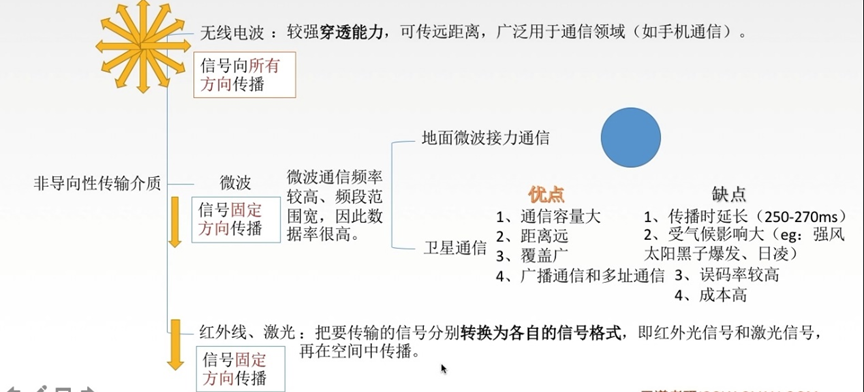 无线电波 ：较强穿透能力，可传远距离，广泛用于通信领域（如手机通信）。
信号向所有
方向传播
非导向性传输介质
微波
信号固定
方向传播
微波通信频率
较高、频段范
围宽，因此数
据率很高。
地面微波接力通信
卫星通信
优点
1、通信容量大
2、距离远
3、覆盖广
4、广播通信和多址通信
缺点
1、传播时延长（250-270ms）
2、受气候影响大（eg：强风
太阳黑子爆发、日凌）
3、误码率较高
4、成本高
红外线、激光：把要传输的信号分别转换为各自的信号格式，即红外光信号和激光信号，
再在空间中传播。
信号固定
方向传播